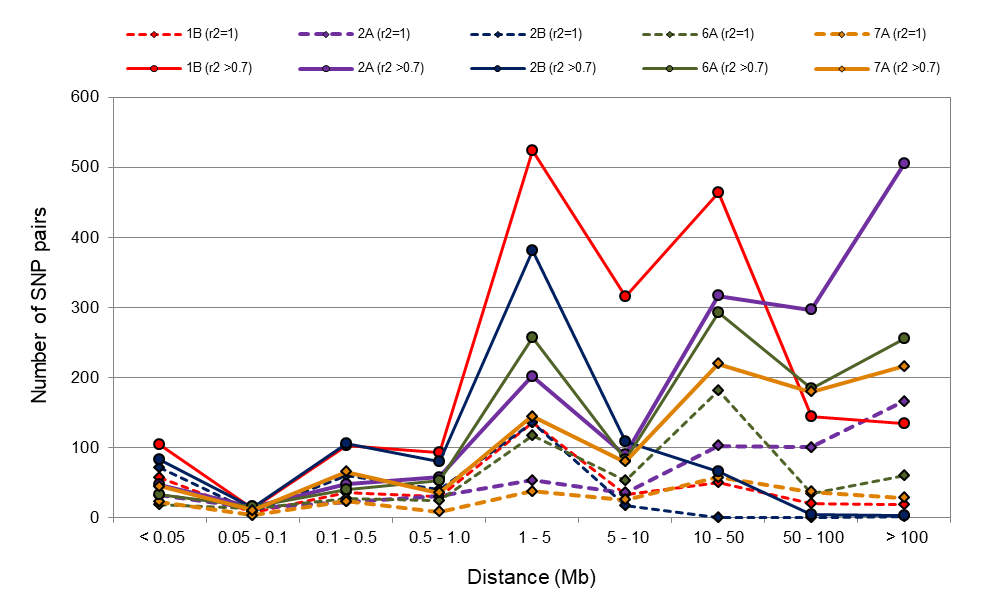 1B (r2=1) 2A (r2=1) 2B (r2=1) 6A (r2=1) 7A (r2=1)
1B (r2 >0.7) 2A (r2 >0.7) 2B (r2 >0.7) 6A (r2 >0.7) 7A (r2 >0.7)
600
500
400
300
200
100
0
Number of SNP pairs
< 0.05 0.05 - 0.1 0.1 - 0.5 0.5 - 1.0 1 - 5 5 - 10 10 - 50 50 - 100 > 100
Distance (Mb)